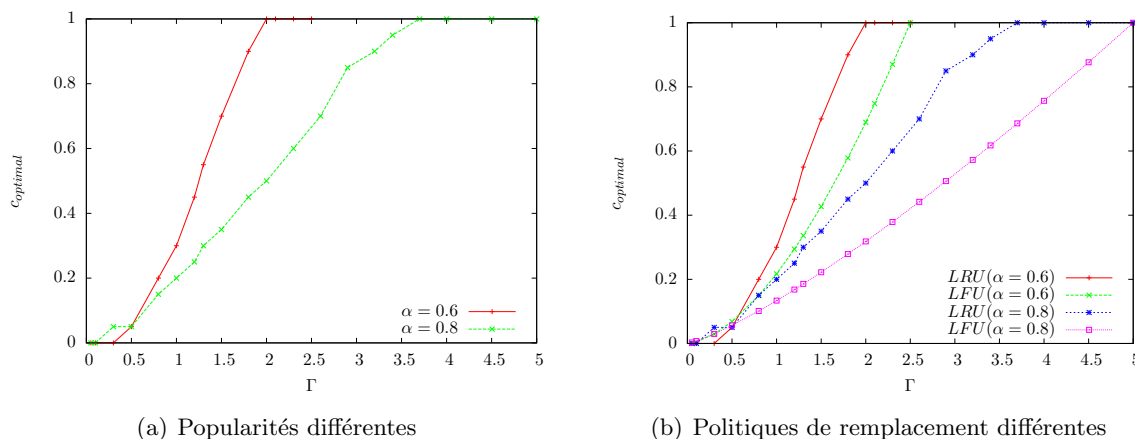 1
0.8
0.6
0.4
0.2
0
c_optimal
0 0.5 1 1.5 2 2.5 3 3.5 4 4.5 5
Γ
α = 0.6
α = 0.8
(a) Popularités différentes
1
0.8
0.6
0.4
0.2
0
c_optimal
0 0.5 1 1.5 2 2.5 3 3.5 4 4.5 5
Γ
LRU(α = 0.6)
LFU(α = 0.6)
LRU(α = 0.8)
LFU(α = 0.8)
(b) Politiques de remplacement différentes